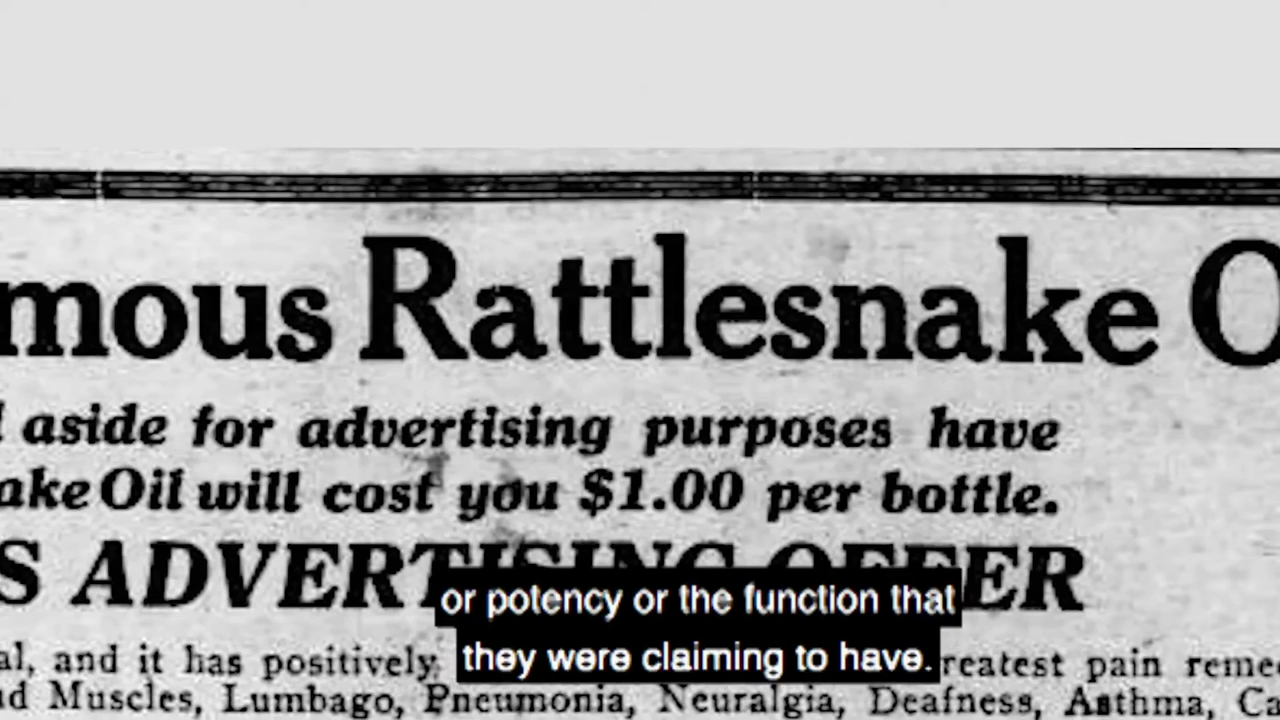 mous Rattlesnake O
aside for advertising purposes have
ake Oil will cost you $1.00 per bottle.
S ADVERTISING OFFER
or potency or the function that
al, and it has positively reatest pain reme
they were claiming to have.
d Muscles, Lumbago, Pneumonia, Neuralgia, Deafness, Asthma, Ca